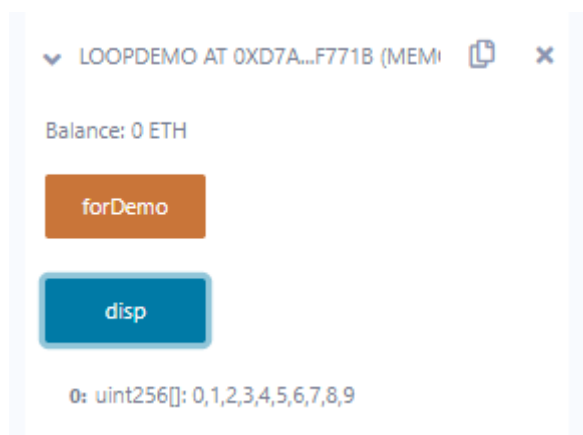 LOOPDEMO AT 0XD7A...F771B (MEM
Balance: 0 ETH
forDemo
disp
0: uint256[]: 0,1,2,3,4,5,6,7,8,9